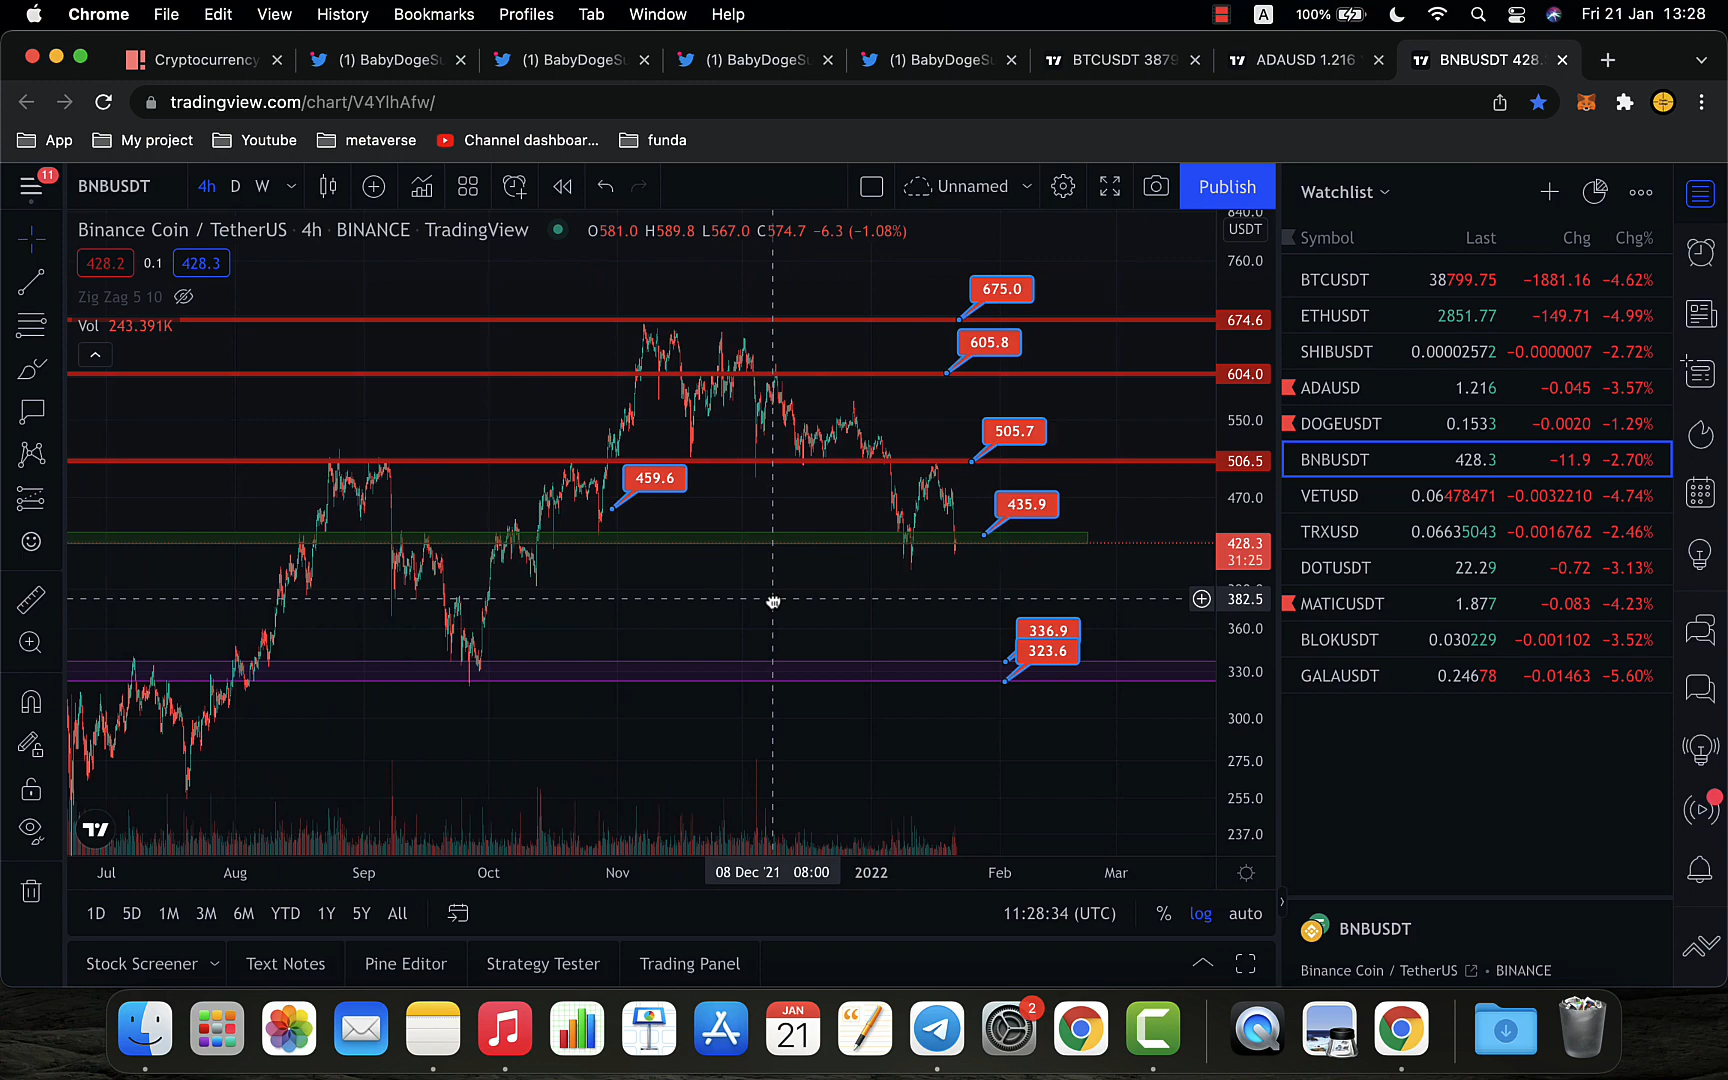 Chrome File Edit View History Bookmarks Profiles Tab Window Help A 100% Fri 21 Jan 13:28
Cryptocurrency (1) BabyDogeSu (1) BabyDogeSu (1) BabyDogeSu (1) BabyDogeSu BTCUSDT 3879 ADAUSD 1.216 BNBUSDT 428.
tradingview.com/chart/V4YIhAfw/
App My project Youtube metaverse Channel dashboar... funda
11
BNBUSDT 4h D W Unnamed Publish
Binance Coin / TetherUS · 4h · BINANCE · TradingView O581.0 H589.8 L567.0 C574.7 −6.3 (−1.08%)
428.2 0.1 428.3
Zig Zag 5 10
Vol 243.391K
840.0
USDT
760.0
674.6
604.0
550.0
506.5
470.0
428.3
31:25
382.5
360.0
330.0
300.0
275.0
255.0
237.0
675.0
605.8
505.7
459.6
435.9
336.9
323.6
Jul Aug Sep Oct Nov 08 Dec '21 08:00 2022 Feb Mar
1D 5D 1M 3M 6M YTD 1Y 5Y All 11:28:34 (UTC) % log auto
Stock Screener Text Notes Pine Editor Strategy Tester Trading Panel
Watchlist
Symbol Last Chg Chg%
BTCUSDT 38799.75 −1881.16 −4.62%
ETHUSDT 2851.77 −149.71 −4.99%
SHIBUSDT 0.00002572 −0.0000007 −2.72%
ADAUSD 1.216 −0.045 −3.57%
DOGEUSDT 0.1533 −0.0020 −1.29%
BNBUSDT 428.3 −11.9 −2.70%
VETUSD 0.06478471 −0.0032210 −4.74%
TRXUSD 0.06635043 −0.0016762 −2.46%
DOTUSDT 22.29 −0.72 −3.13%
MATICUSDT 1.877 −0.083 −4.23%
BLOKUSDT 0.030229 −0.001102 −3.52%
GALAUSDT 0.24678 −0.01463 −5.60%
BNBUSDT
Binance Coin / TetherUS • BINANCE
JAN
21
2